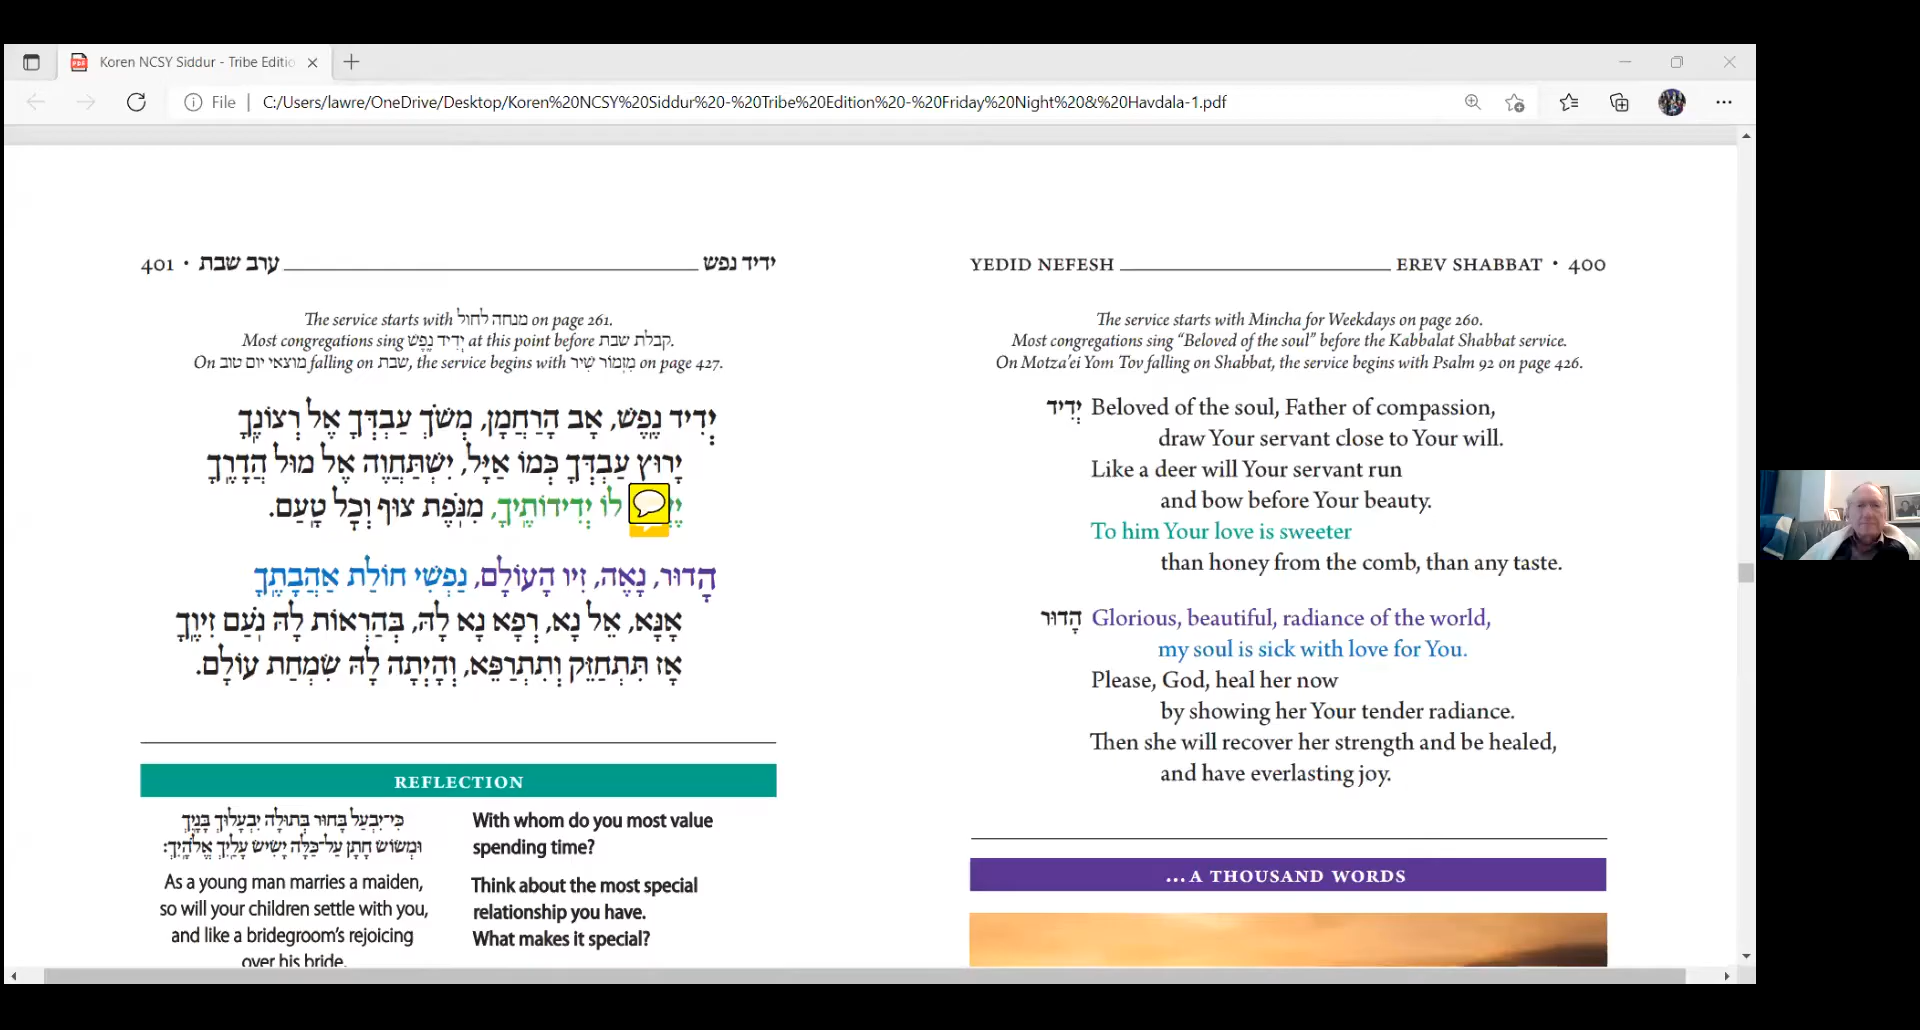 Koren NCSY Siddur - Tribe Editio
File
C:/Users/lawre/OneDrive/Desktop/Koren%20NCSY%20Siddur%20-%20Tribe%20Edition%20-%20Friday%20Night%20&%20Havdala-1.pdf
401 • ערב שבת ידיד נפש
The service starts with מנחה לחול on page 261.
Most congregations sing יְדִיד נֶפֶשׁ at this point before קבלת שבת.
On מוצאי יום טוב falling on שבת, the service begins with מִזְמוֹר שִׁיר on page 427.
יְדִיד נֶֽפֶשׁ, אָב הָרַחֲמָן, מְשֹׁךְ עַבְדְּךָ אֶל רְצוֹנֶֽךָ
יָרוּץ עַבְדְּךָ כְּמוֹ אַיָּל, יִשְׁתַּחֲוֶה אֶל מוּל הֲדָרֶֽךָ
לוֹ יְדִידוֹתֶֽיךָ, מִנֹּֽפֶת צוּף וְכָל טָֽעַם.
הָדוּר, נָאֶה, זִיו הָעוֹלָם, נַפְשִׁי חוֹלַת אַהֲבָתֶֽךָ
אָנָּא, אֵל נָא, רְפָא נָא לָהּ, בְּהַרְאוֹת לָהּ נֹֽעַם זִיוֶֽךָ
אָז תִּתְחַזֵּק וְתִתְרַפֵּא, וְהָיְתָה לָהּ שִׂמְחַת עוֹלָם.
REFLECTION
כִּי־יִבְעַל בָּחוּר בְּתוּלָה יִבְעָלוּךְ בָּנָיִךְ
וּמְשׂוֹשׂ חָתָן עַל־כַּלָּה יָשִׂישׂ עָלַיִךְ אֱלֹהָיִךְ:
As a young man marries a maiden,
so will your children settle with you,
and like a bridegroom's rejoicing
over his bride,
With whom do you most value
spending time?
Think about the most special
relationship you have.
What makes it special?
YEDID NEFESH EREV SHABBAT • 400
The service starts with Mincha for Weekdays on page 260.
Most congregations sing “Beloved of the soul” before the Kabbalat Shabbat service.
On Motza'ei Yom Tov falling on Shabbat, the service begins with Psalm 92 on page 426.
יְדִיד Beloved of the soul, Father of compassion,
draw Your servant close to Your will.
Like a deer will Your servant run
and bow before Your beauty.
To him Your love is sweeter
than honey from the comb, than any taste.
הָדוּר Glorious, beautiful, radiance of the world,
my soul is sick with love for You.
Please, God, heal her now
by showing her Your tender radiance.
Then she will recover her strength and be healed,
and have everlasting joy.
...A THOUSAND WORDS